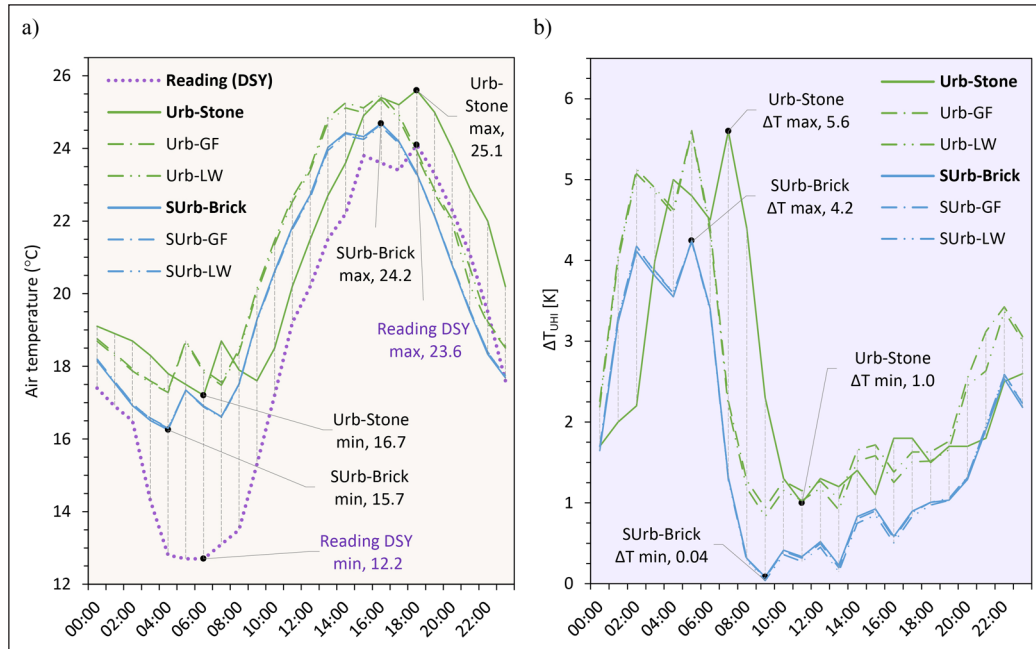 a)
26
24
22
20
18
16
14
12
Air temperature (°C)
Reading (DSY)
Urb-Stone
Urb-GF
Urb-LW
SUrb-Brick
SUrb-GF
SUrb-LW
Urb-
Stone
max,
25.1
SUrb-Brick
max, 24.2
Reading DSY
max, 23.6
Urb-Stone
min, 16.7
SUrb-Brick
min, 15.7
Reading DSY
min, 12.2
00:00
02:00
04:00
06:00
08:00
10:00
12:00
14:00
16:00
18:00
20:00
22:00
b)
6
5
4
3
2
1
0
ΔTUHI [K]
Urb-Stone
ΔT max, 5.6
SUrb-Brick
ΔT max, 4.2
Urb-Stone
ΔT min, 1.0
SUrb-Brick
ΔT min, 0.04
Urb-Stone
Urb-GF
Urb-LW
SUrb-Brick
SUrb-GF
SUrb-LW
00:00
02:00
04:00
06:00
08:00
10:00
12:00
14:00
16:00
18:00
20:00
22:00